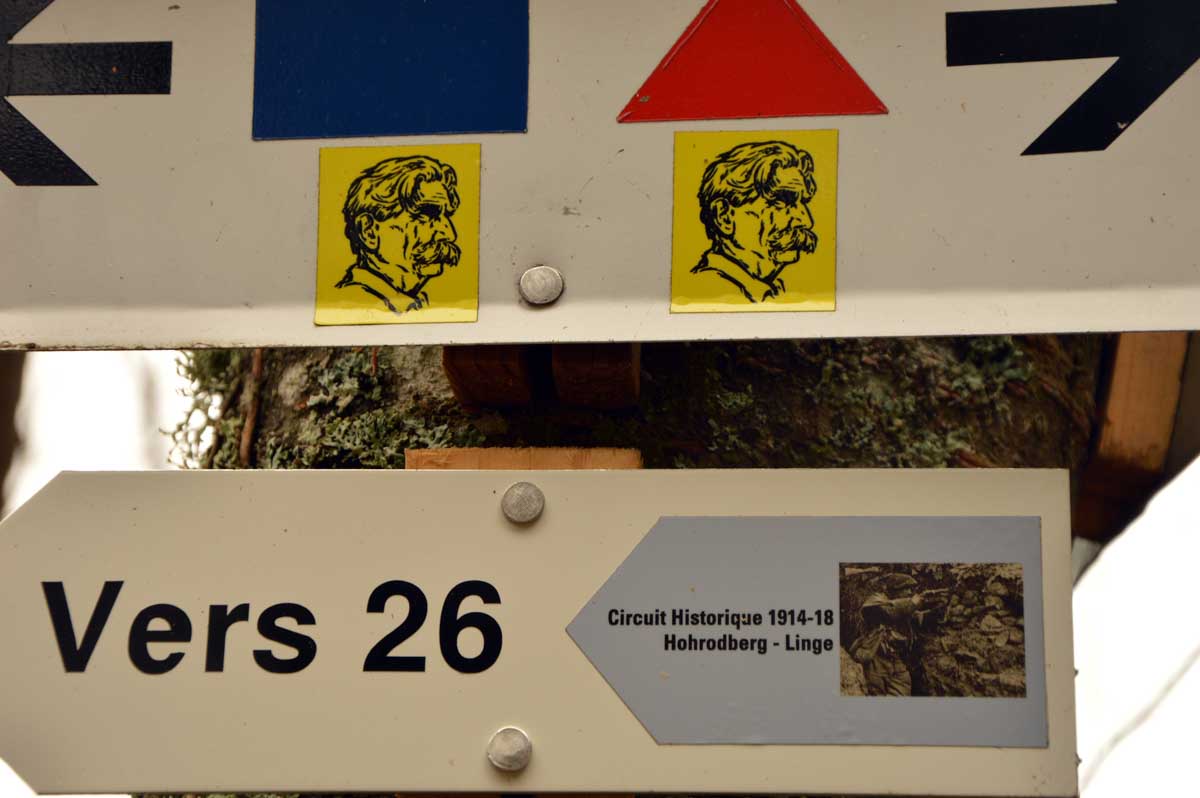 Vers 26
Circuit Historique 1914-18
Hohrodberg - Linge